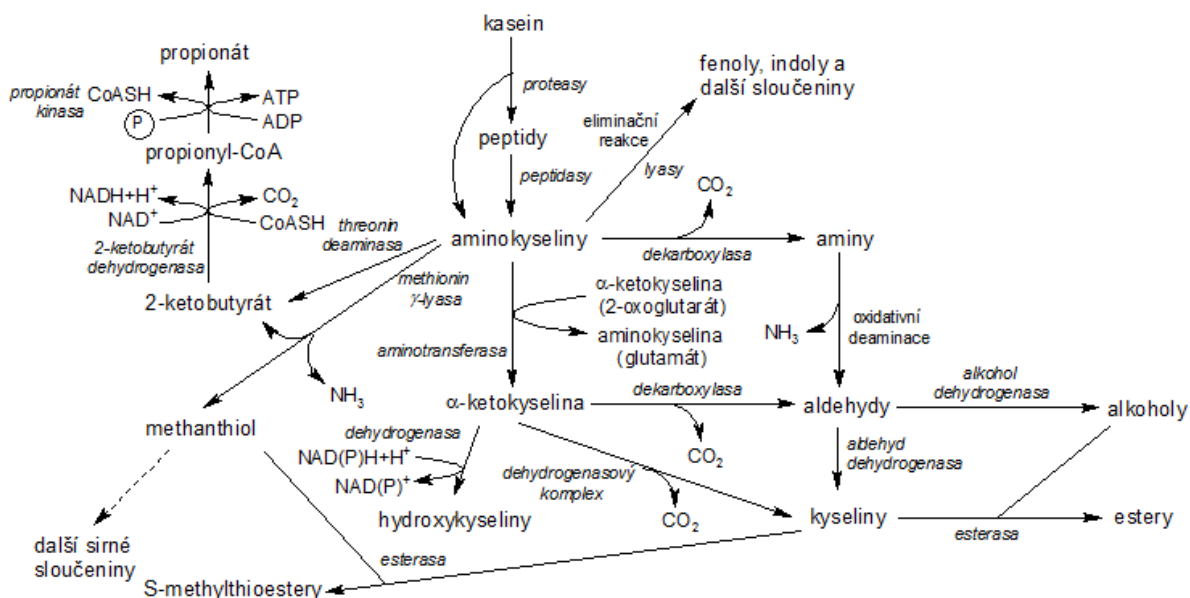 kasein
propionát
fenoly, indoly a
další sloučeniny
propionát
kinasa
CoASH
ATP
P
ADP
proteasy
eliminační
reakce
peptidy
propionyl-CoA
lyasy
peptidasy
CO2
NADH+H+
CO2
NAD+
CoASH
threonin
deaminasa
aminokyseliny
aminy
dekarboxylasa
2-ketobutyrát
dehydrogenasa
methionin
γ-lyasa
α-ketokyselina
(2-oxoglutarát)
2-ketobutyrát
NH3
oxidativní
deaminace
aminokyselina
(glutamát)
aminotransferasa
NH3
alkohol
dehydrogenasa
dekarboxylasa
α-ketokyselina
aldehydy
alkoholy
methanthiol
dehydrogenasa
CO2
aldehyd
dehydrogenasa
NAD(P)H+H+
NAD(P)+
dehydrogenasový
komplex
hydroxykyseliny
CO2
kyseliny
estery
esterasa
další sirné
sloučeniny
esterasa
S-methylthioestery